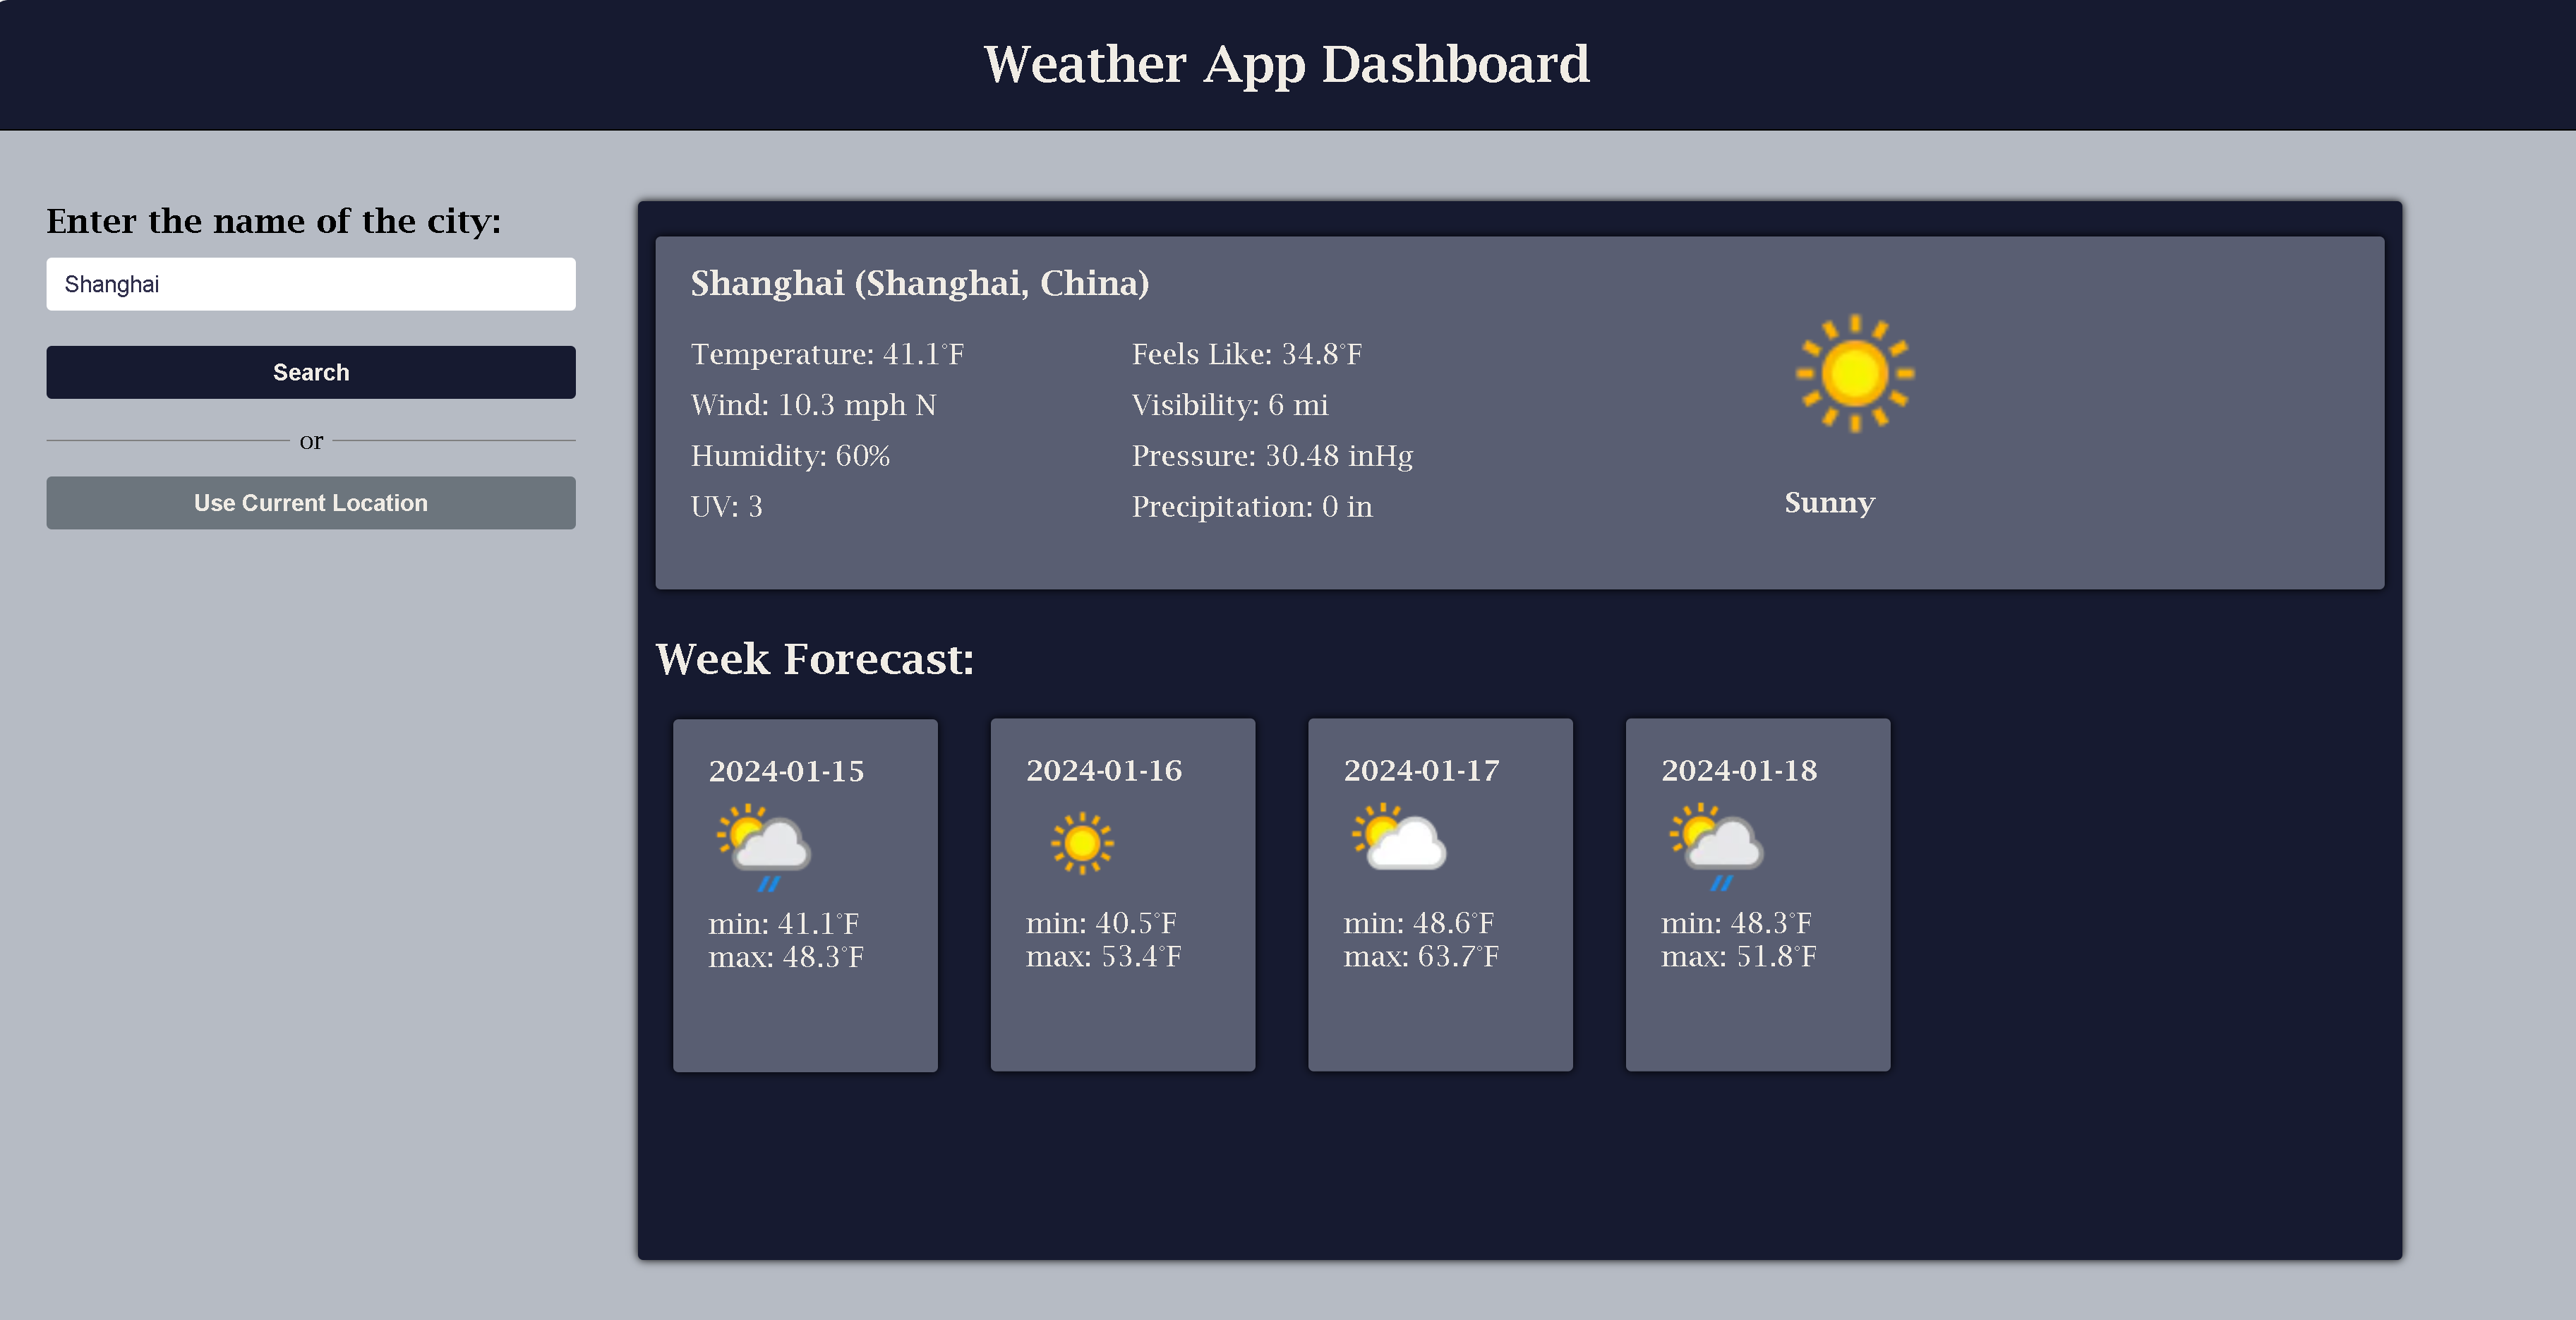 Weather App Dashboard
Enter the name of the city:
Shanghai
Search
or
Use Current Location
Shanghai (Shanghai, China)
Temperature: 41.1°F
Wind: 10.3 mph N
Humidity: 60%
UV: 3
Feels Like: 34.8°F
Visibility: 6 mi
Pressure: 30.48 inHg
Precipitation: 0 in
Sunny
Week Forecast:
2024-01-15
min: 41.1°F
max: 48.3°F
2024-01-16
min: 40.5°F
max: 53.4°F
2024-01-17
min: 48.6°F
max: 63.7°F
2024-01-18
min: 48.3°F
max: 51.8°F